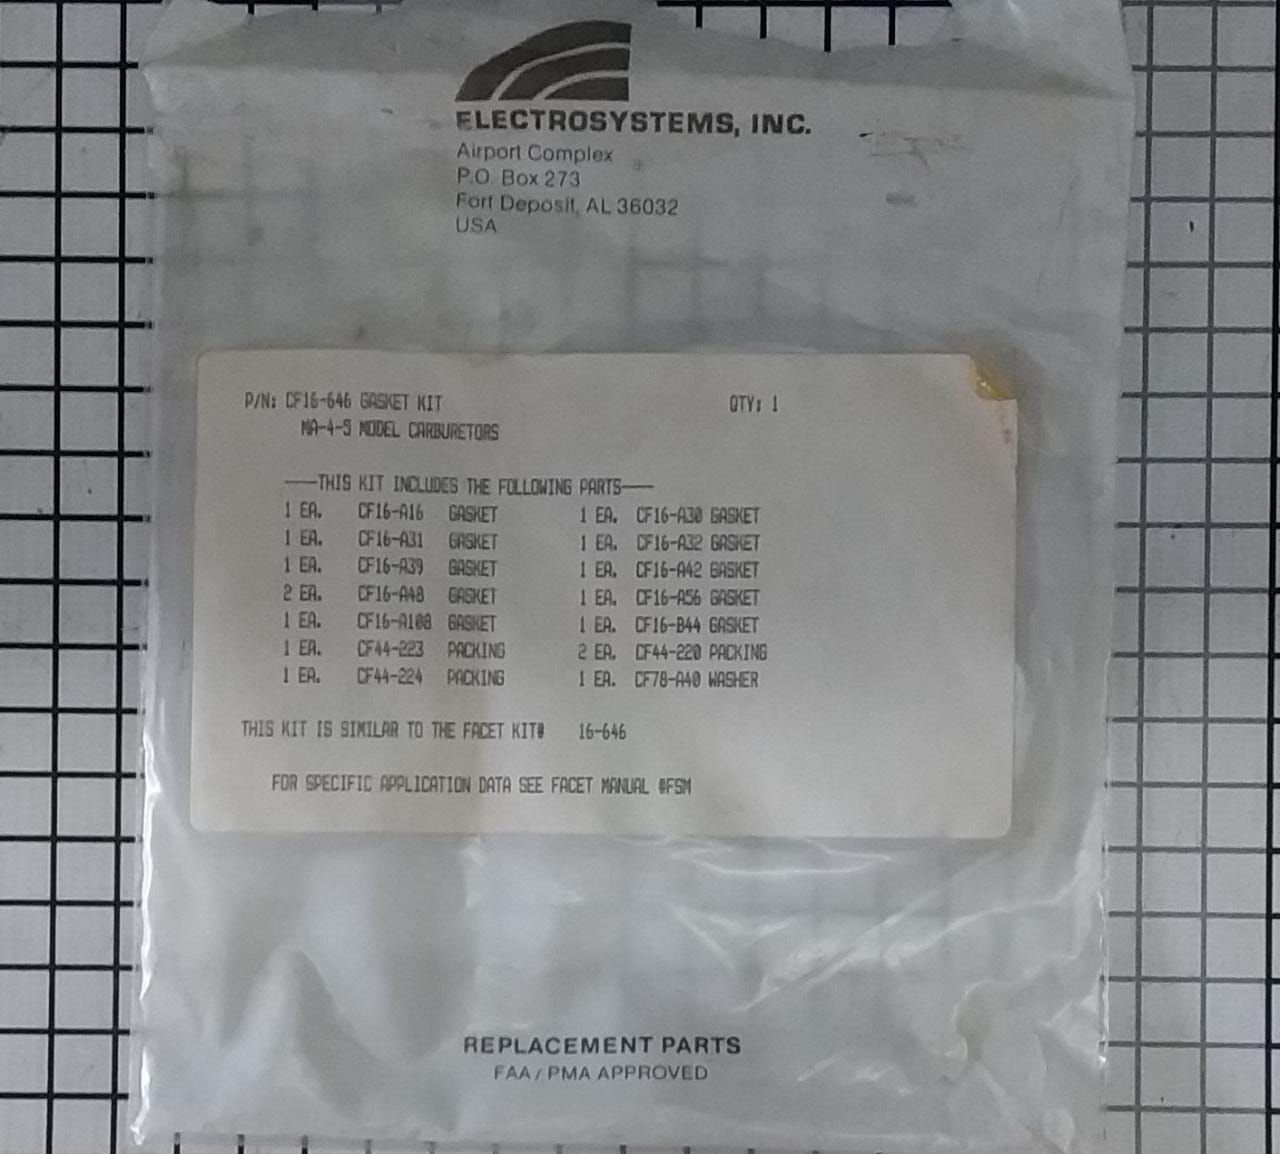 ELECTROSYSTEMS, INC.
Airport Complex
P.O. Box 273
Fort Deposit, AL 36032
USA
P/N: CF16-646 GASKET KIT QTY: 1
MA-4-5 MODEL CARBURETORS
——THIS KIT INCLUDES THE FOLLOWING PARTS——
1 EA. CF16-A16 GASKET 1 EA. CF16-A30 GASKET
1 EA. CF16-A31 GASKET 1 EA. CF16-A32 GASKET
1 EA. CF16-A39 GASKET 1 EA. CF16-A42 GASKET
2 EA. CF16-A48 GASKET 1 EA. CF16-A56 GASKET
1 EA. CF16-A108 GASKET 1 EA. CF16-B44 GASKET
1 EA. CF44-223 PACKING 2 EA. CF44-220 PACKING
1 EA. CF44-224 PACKING 1 EA. CF78-A40 WASHER
THIS KIT IS SIMILAR TO THE FACET KIT# 16-646
FOR SPECIFIC APPLICATION DATA SEE FACET MANUAL #FSM
REPLACEMENT PARTS
FAA / PMA APPROVED